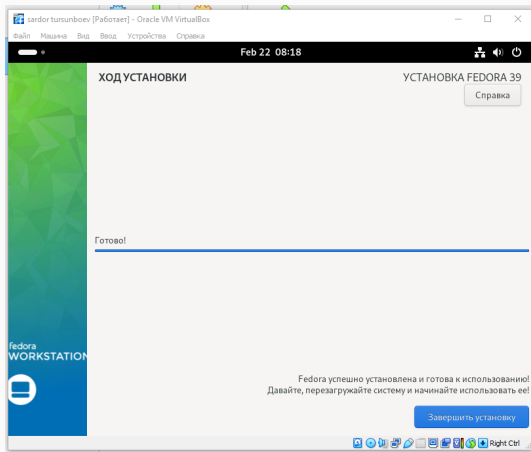 sardor tursunboev [Работает] - Oracle VM VirtualBox
Файл Машина Вид Ввод Устройства Справка
Feb 22 08:18
ХОД УСТАНОВКИ
УСТАНОВКА FEDORA 39
Справка
Готово!
fedora
WORKSTATION
Fedora успешно установлена и готова к использованию!
Давайте, перезагружайте систему и начинайте использовать ее!
Завершить установку
Right Ctrl